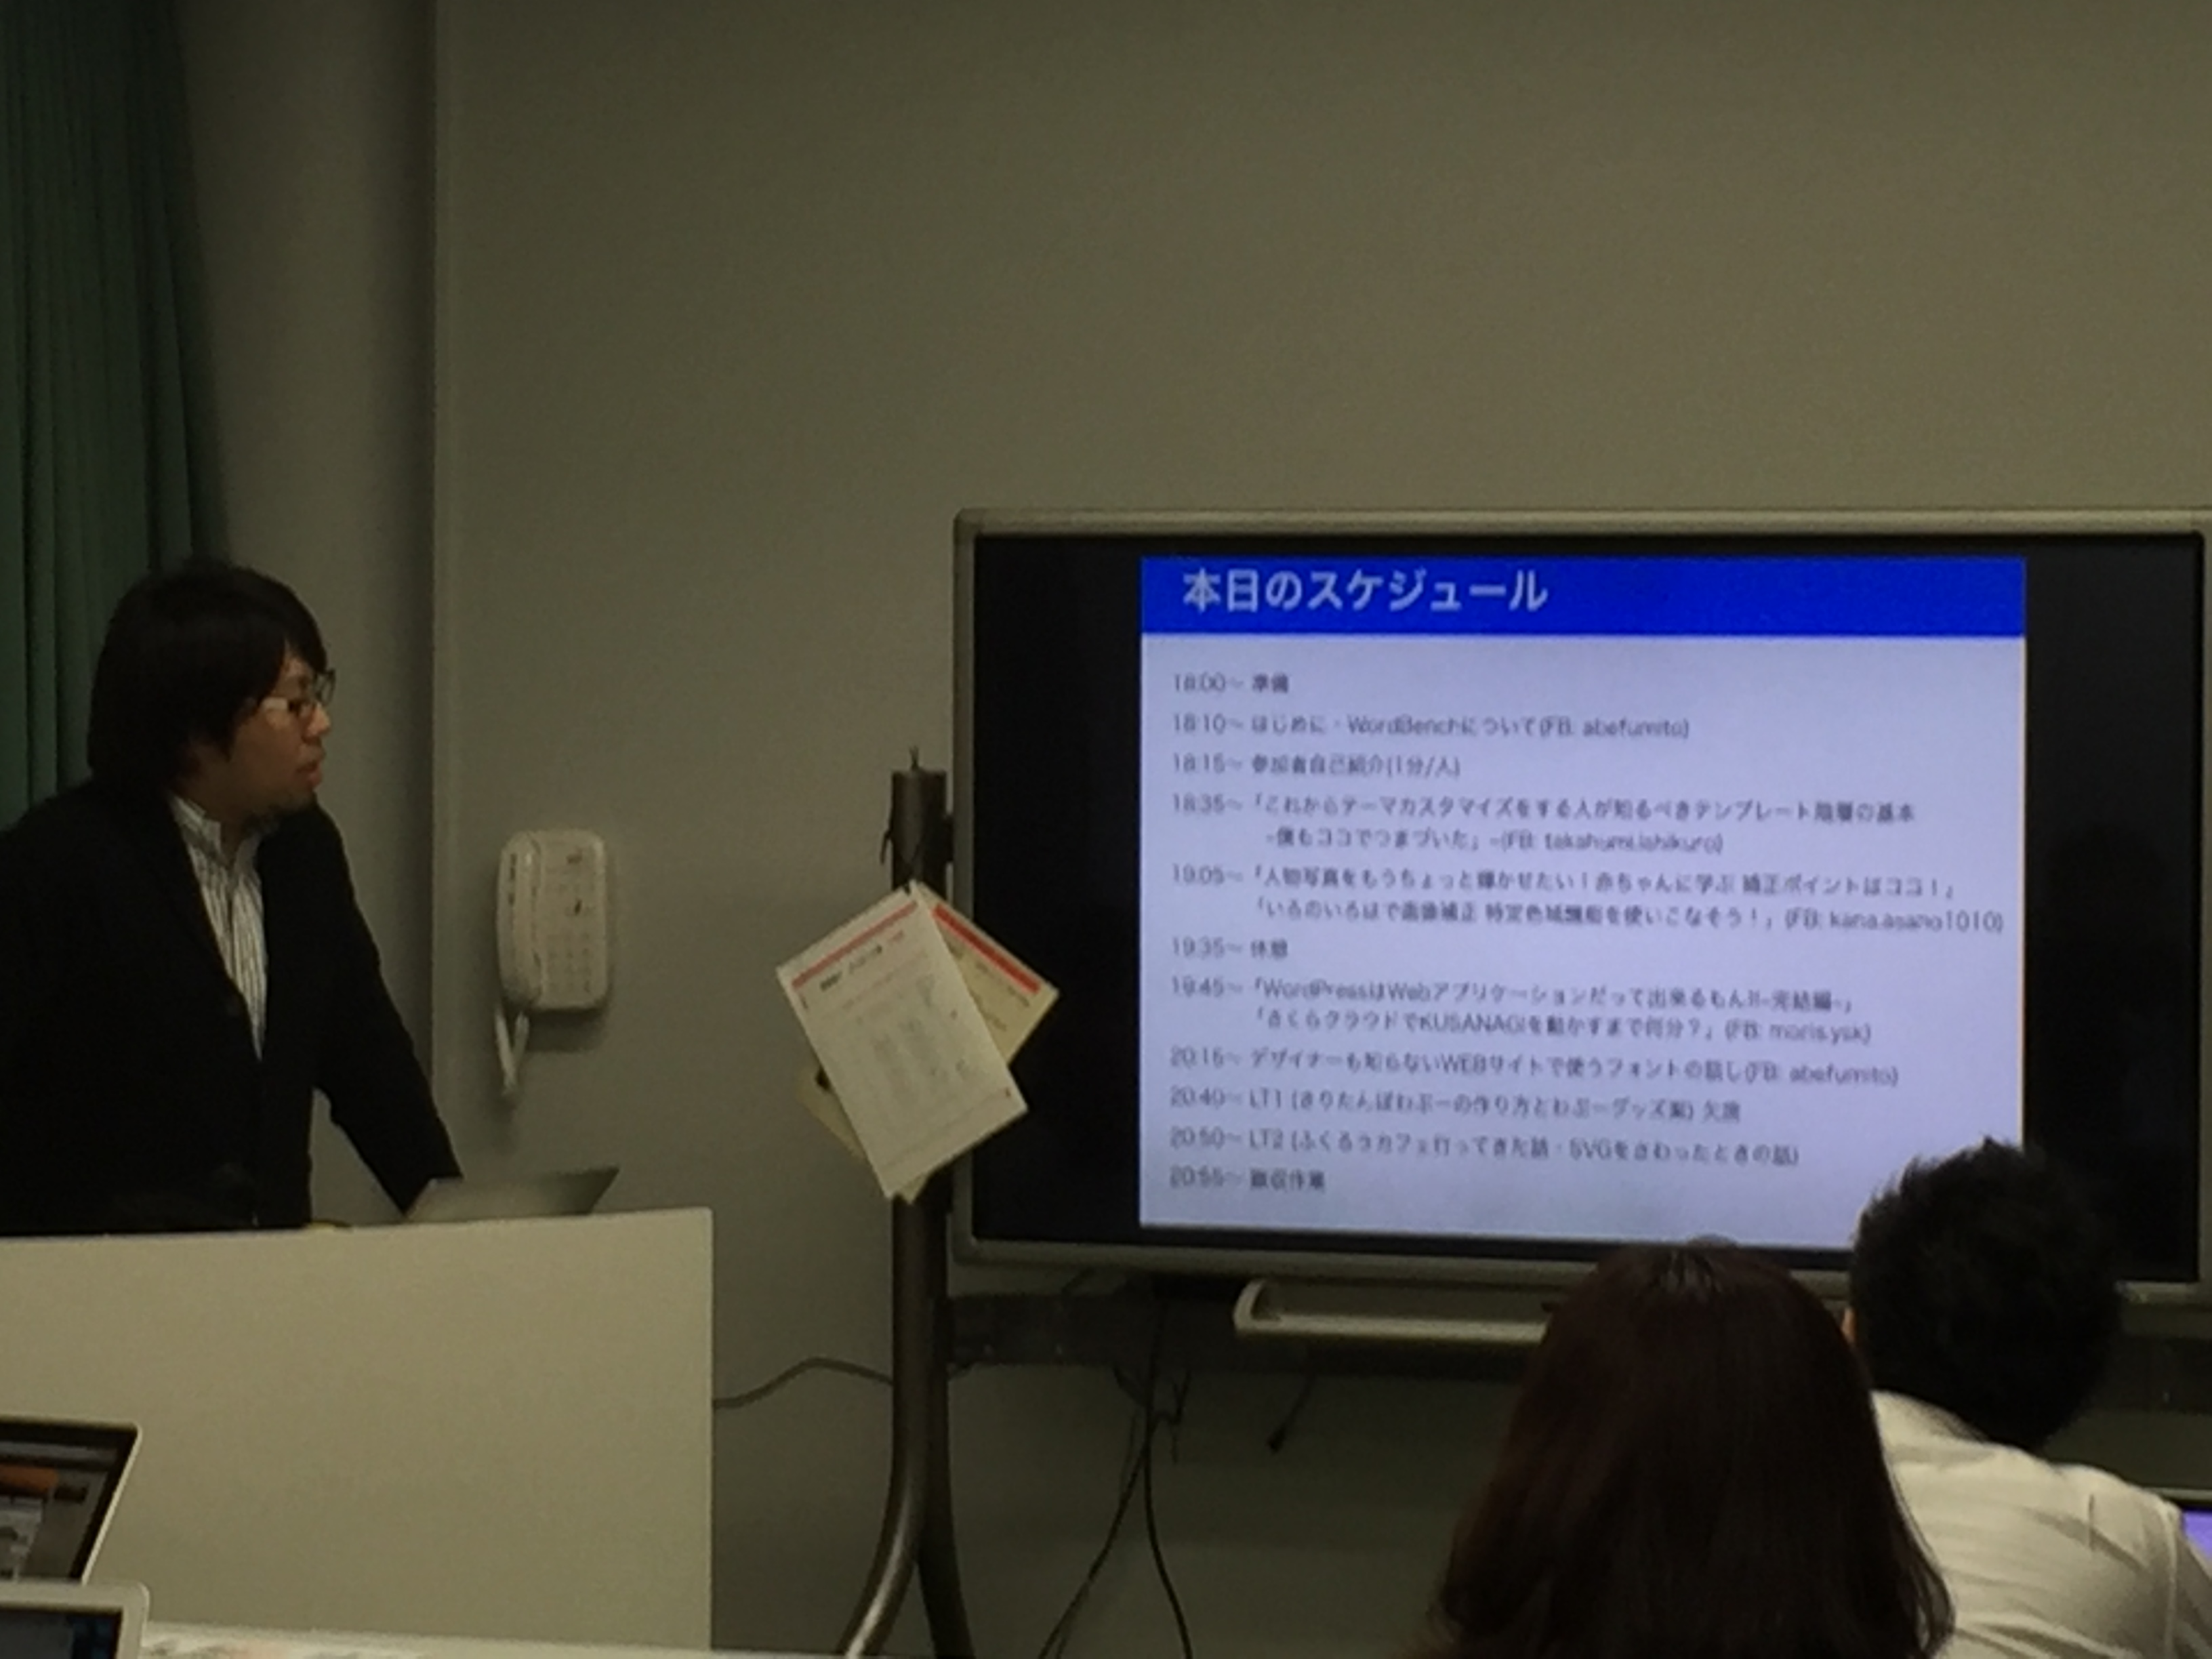 本日のスケジュール
18:00～ 準備
18:10～ はじめに・WordBenchについて(FB: abefumito)
18:15～ 参加者自己紹介(1分/人)
18:35～ 「これからテーマカスタマイズをする人が知るべきテンプレート階層の基本
~僕もココでつまづいた」~(FB: takahumi.ishikuro)
19:05～ 「人物写真をもうちょっと輝かせたい！赤ちゃんに学ぶ 補正ポイントはココ！」
「いろのいろはで画像補正 特定色域選択を使いこなそう！」(FB: kana.asano1010)
19:35～ 休憩
19:45～ 「WordPressはWebアプリケーションだって出来るもん!!~完結編~」
「さくらクラウドでKUSANAGIを動かすまで何分？」(FB: moris.ysk)
20:15～ デザイナーも知らないWEBサイトで使うフォントの話し(FB: abefumito)
20:40～ LT1 (きりたんぽわぷーの作り方とわぷーグッズ案) 欠席
20:50～ LT2 (ふくろうカフェ行ってきた話・SVGをさわったときの話)
20:55～ 撤収作業